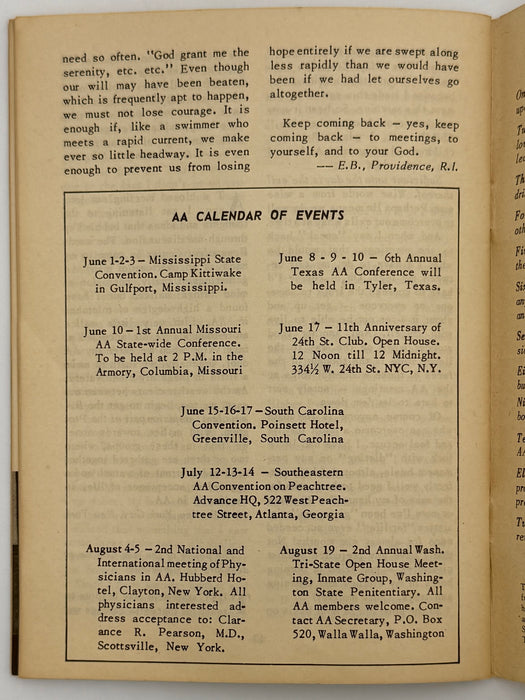 need so often. "God grant me the
serenity, etc. etc." Even though
our will may have been beaten,
which is frequently apt to happen,
we must not lose courage. It is
enough if, like a swimmer who
meets a rapid current, we make
ever so little headway. It is even
enough to prevent us from losing
hope entirely if we are swept along
less rapidly than we would have
been if we had let ourselves go
altogether.
Keep coming back — yes, keep
coming back — to meetings, to
yourself, and to your God.
— E.B., Providence, R.I.
AA CALENDAR OF EVENTS
June 1-2-3 — Mississippi State
Convention. Camp Kittiwake
in Gulfport, Mississippi.
June 8 - 9 - 10 — 6th Annual
Texas AA Conference will
be held in Tyler, Texas.
June 10 — 1st Annual Missouri
AA State-wide Conference.
To be held at 2 P.M. in the
Armory, Columbia, Missouri
June 17 — 11th Anniversary of
24th St. Club. Open House.
12 Noon till 12 Midnight.
334½ W. 24th St. NYC, N.Y.
June 15-16-17 — South Carolina
Convention. Poinsett Hotel,
Greenville, South Carolina
July 12-13-14 — Southeastern
AA Convention on Peachtree.
Advance HQ, 522 West Peach-
tree Street, Atlanta, Georgia
August 4-5 — 2nd National and
International meeting of Phy-
sicians in AA. Hubberd Ho-
tel, Clayton, New York. All
physicians interested ad-
dress acceptance to: Clar-
ance R. Pearson, M.D.,
Scottsville, New York.
August 19 — 2nd Annual Wash.
Tri-State Open House Meet-
ing, Inmate Group, Washing-
ton State Penitentiary. All
AA members welcome. Con-
tact AA Secretary, P.O. Box
520, Walla Walla, Washington